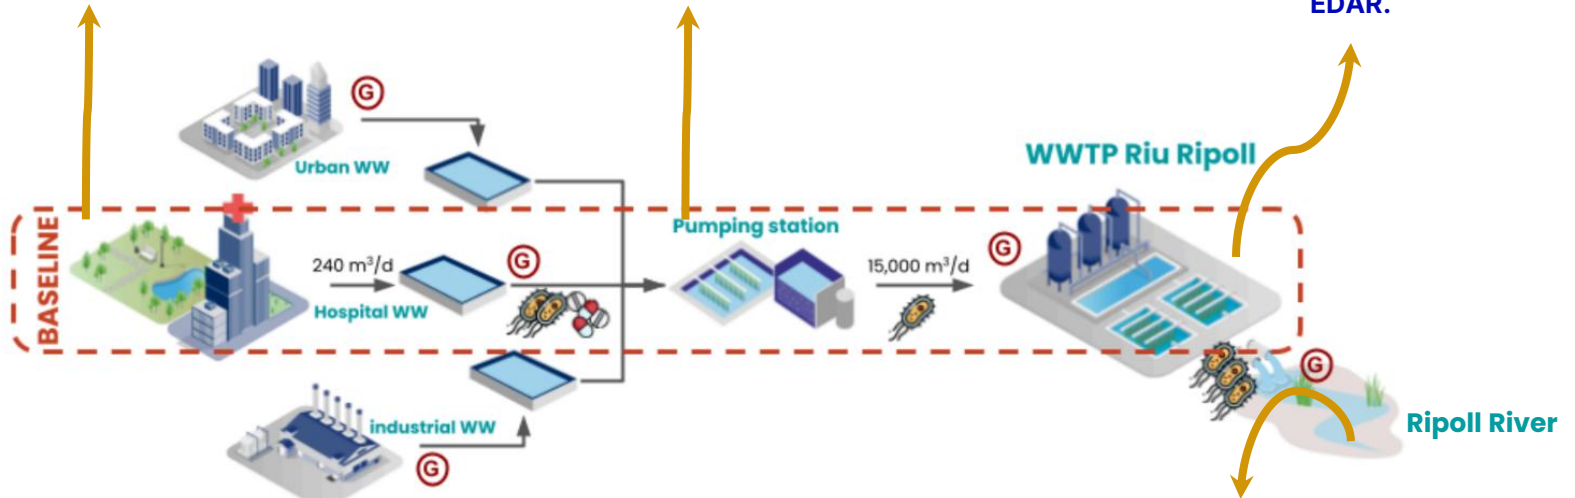 EDAR.
G
Urban WW
WWTP Riu Ripoll
BASELINE
Pumping station
240 m³/d
G
15,000 m³/d
G
Hospital WW
G
industrial WW
G
Ripoll River